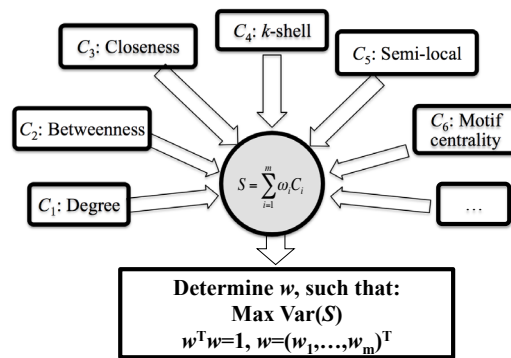 C₄: k-shell
C₃: Closeness
C₅: Semi-local
C₂: Betweenness
C₆: Motif
centrality
C₁: Degree
S = ∑ᵢ₌₁ᵐ ωᵢCᵢ
…
Determine w, such that:
Max Var(S)
wᵀw=1, w=(w₁,…,wₘ)ᵀ